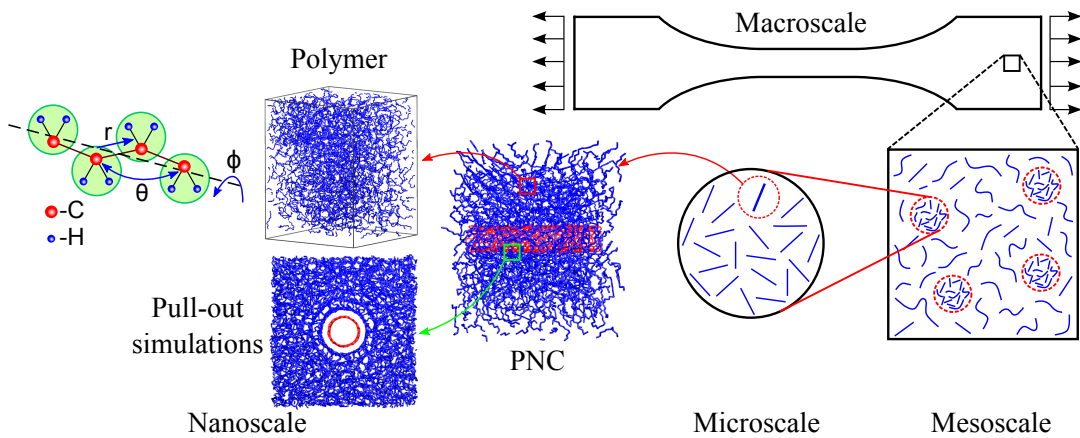 Macroscale
Polymer
r
ϕ
θ
-C
-H
Pull-out
simulations
PNC
Nanoscale
Microscale
Mesoscale